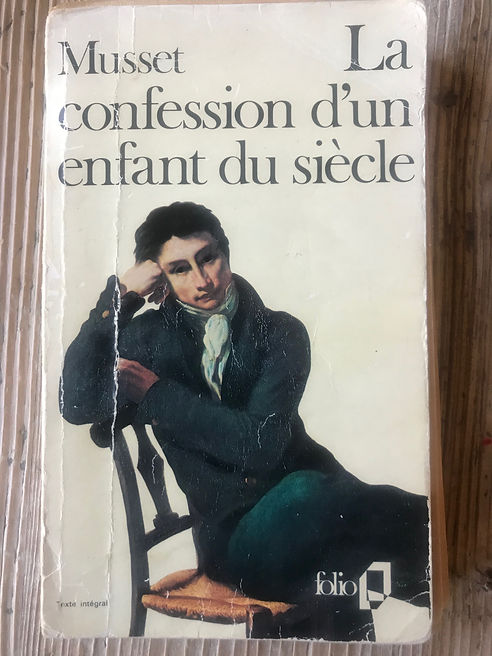 Musset La
confession d'un
enfant du siècle
Texte intégral
folio